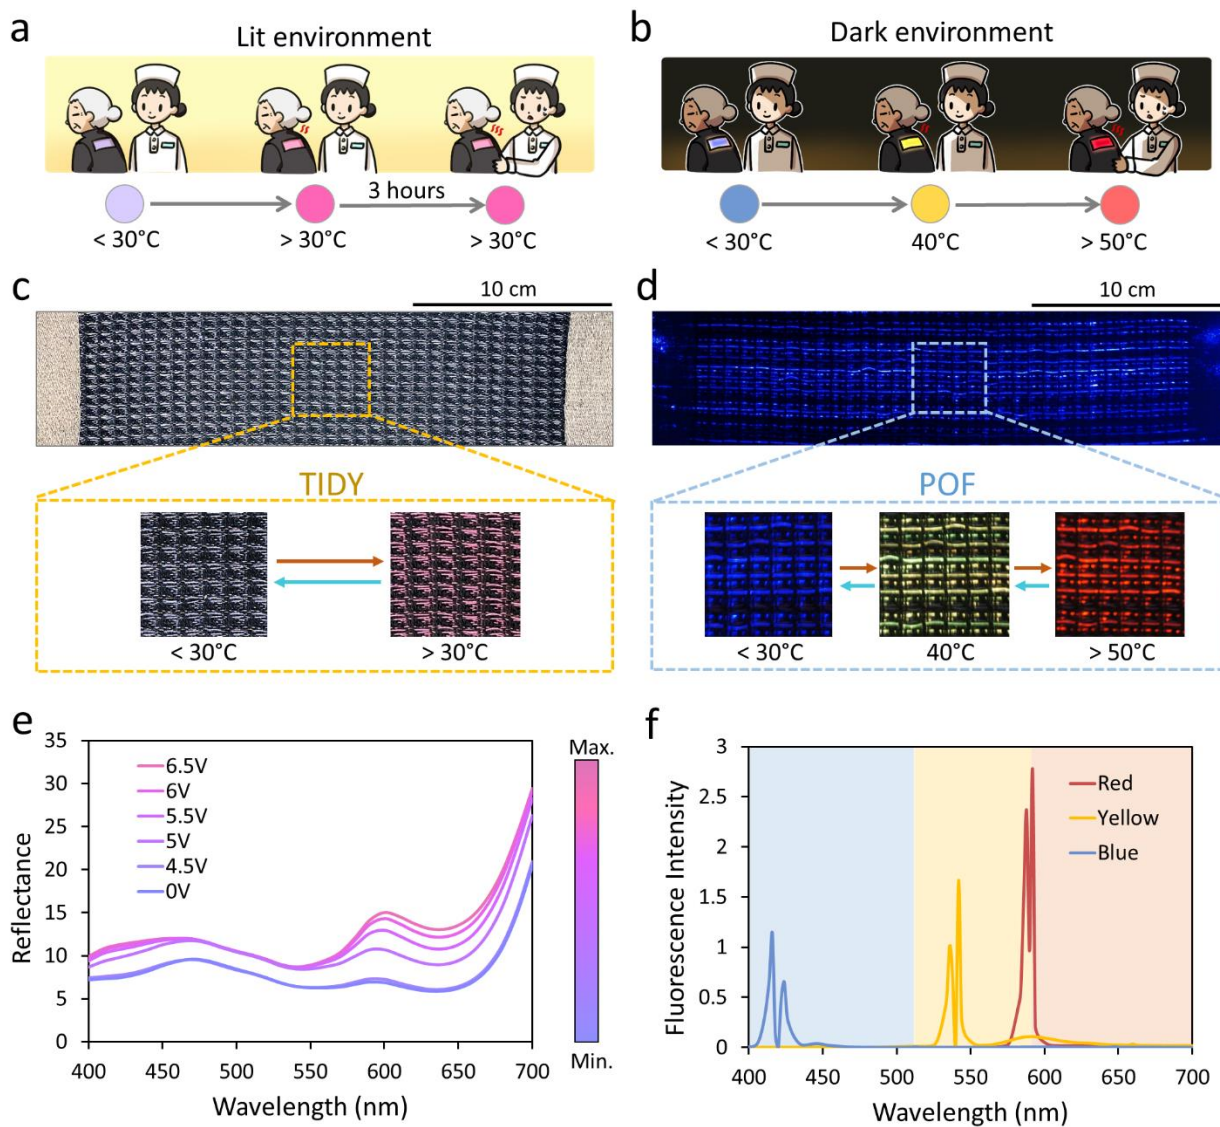 a
Lit environment
3 hours
< 30°C
> 30°C
> 30°C
b
Dark environment
< 30°C
40°C
> 50°C
c
10 cm
TIDY
< 30°C
> 30°C
d
10 cm
POF
< 30°C
40°C
> 50°C
e
35
30
25
20
15
10
5
0
Reflectance
6.5V
6V
5.5V
5V
4.5V
0V
400
450
500
550
600
650
700
Wavelength (nm)
Max.
Min.
f
3
2.5
2
1.5
1
0.5
0
Fluorescence Intensity
Red
Yellow
Blue
400
450
500
550
600
650
700
Wavelength (nm)